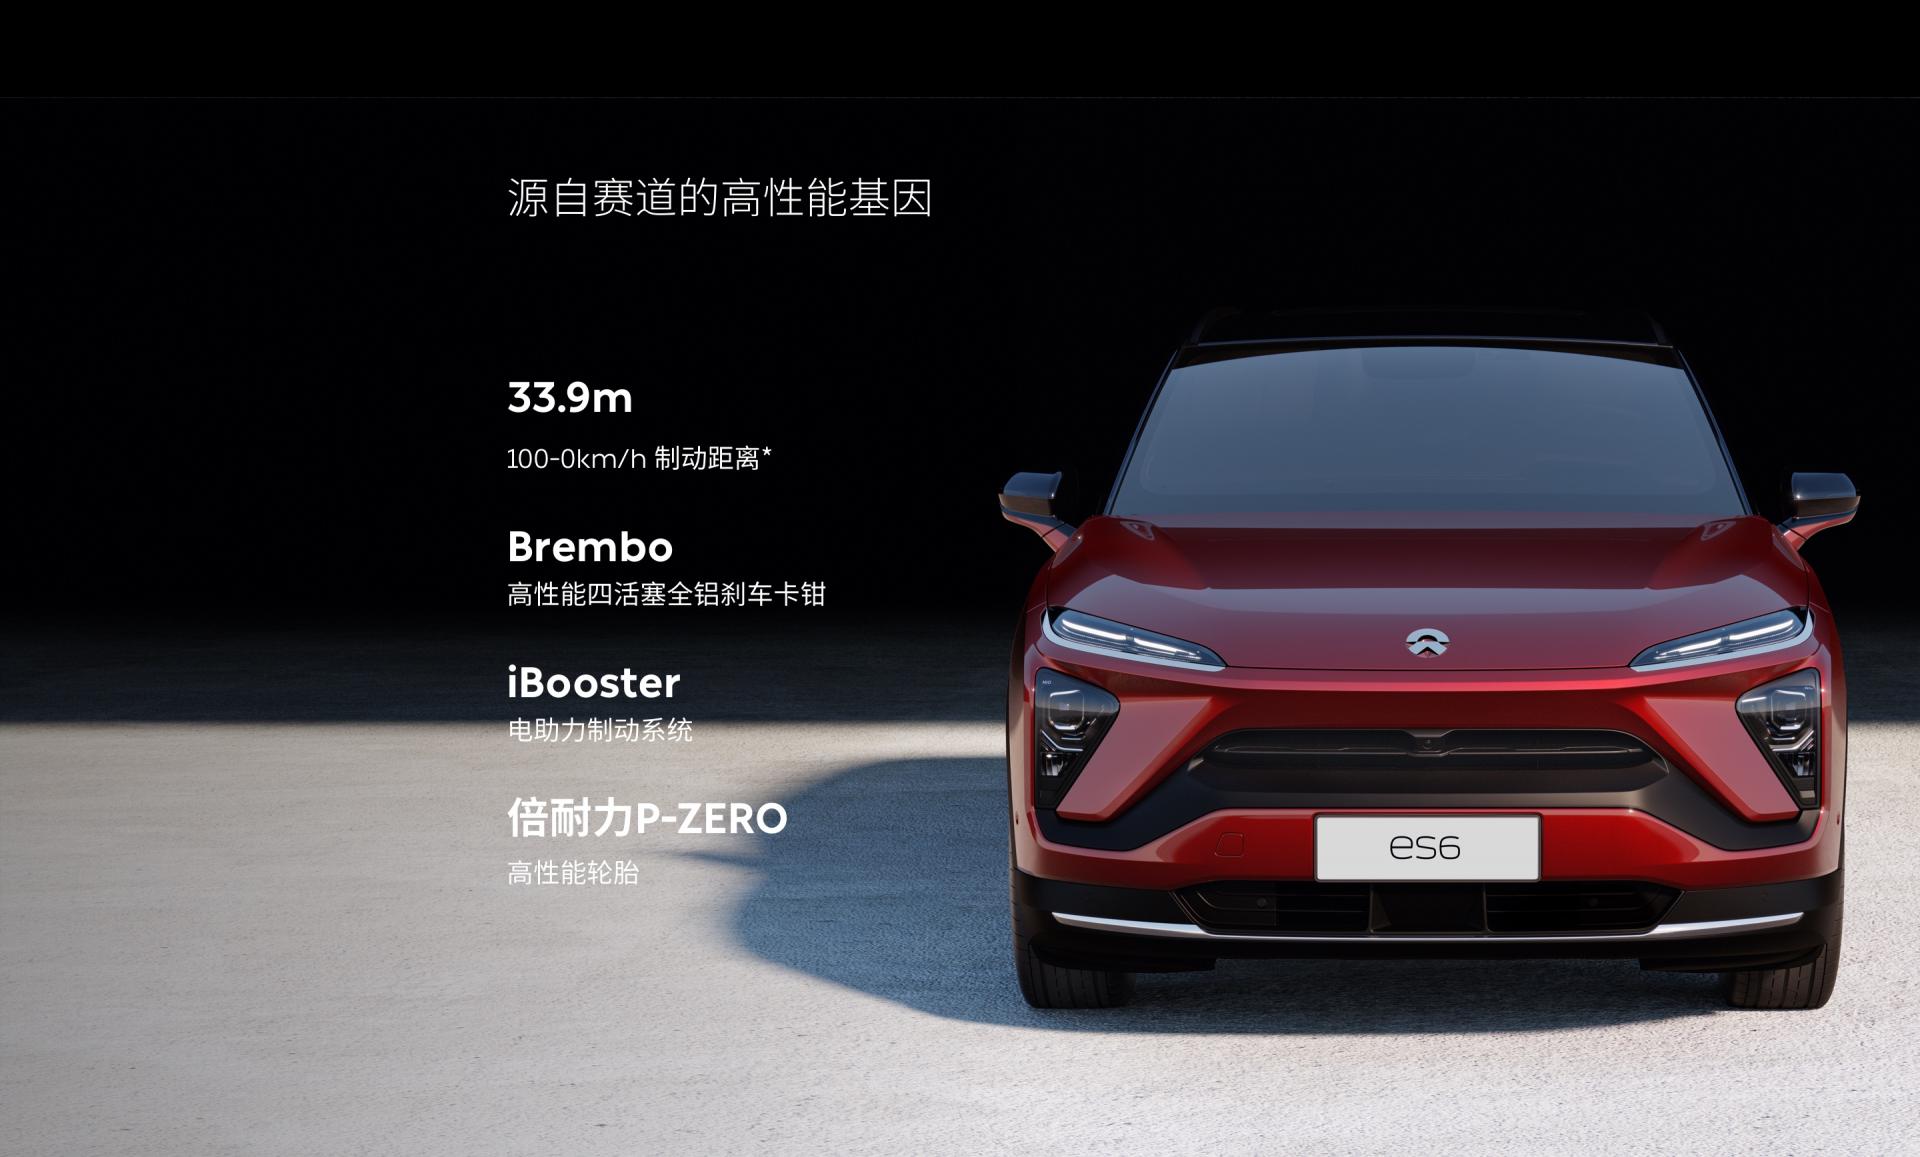 源自赛道的高性能基因
33.9m
100-0km/h 制动距离*
Brembo
高性能四活塞全铝刹车卡钳
iBooster
电助力制动系统
倍耐力P-ZERO
高性能轮胎
es6